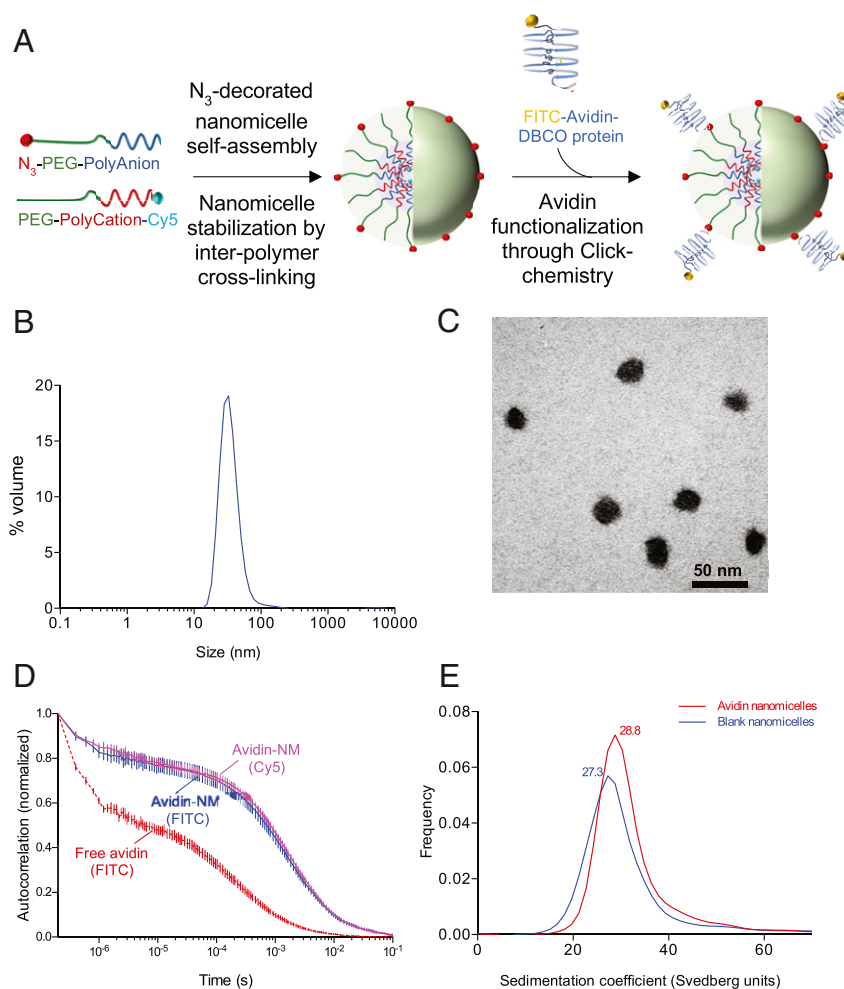 A
N3-decorated
nanomicelle
self-assembly
Nanomicelle
stabilization by
inter-polymer
cross-linking
N3-PEG-PolyAnion
PEG-PolyCation-Cy5
FITC-Avidin-
DBCO protein
Avidin
functionalization
through Click-
chemistry
B
% volume
20
15
10
5
0
0.1 1 10 100 1000 10000
Size (nm)
C
50 nm
D
Autocorrelation (normalized)
1.0
0.8
0.6
0.4
0.2
0.0
Avidin-NM
(Cy5)
Avidin-NM
(FITC)
Free avidin
(FITC)
10-6 10-5 10-4 10-3 10-2 10-1
Time (s)
E
Avidin nanomicelles
Blank nanomicelles
Frequency
0.08
0.06
0.04
0.02
0.00
28.8
27.3
0 20 40 60
Sedimentation coefficient (Svedberg units)